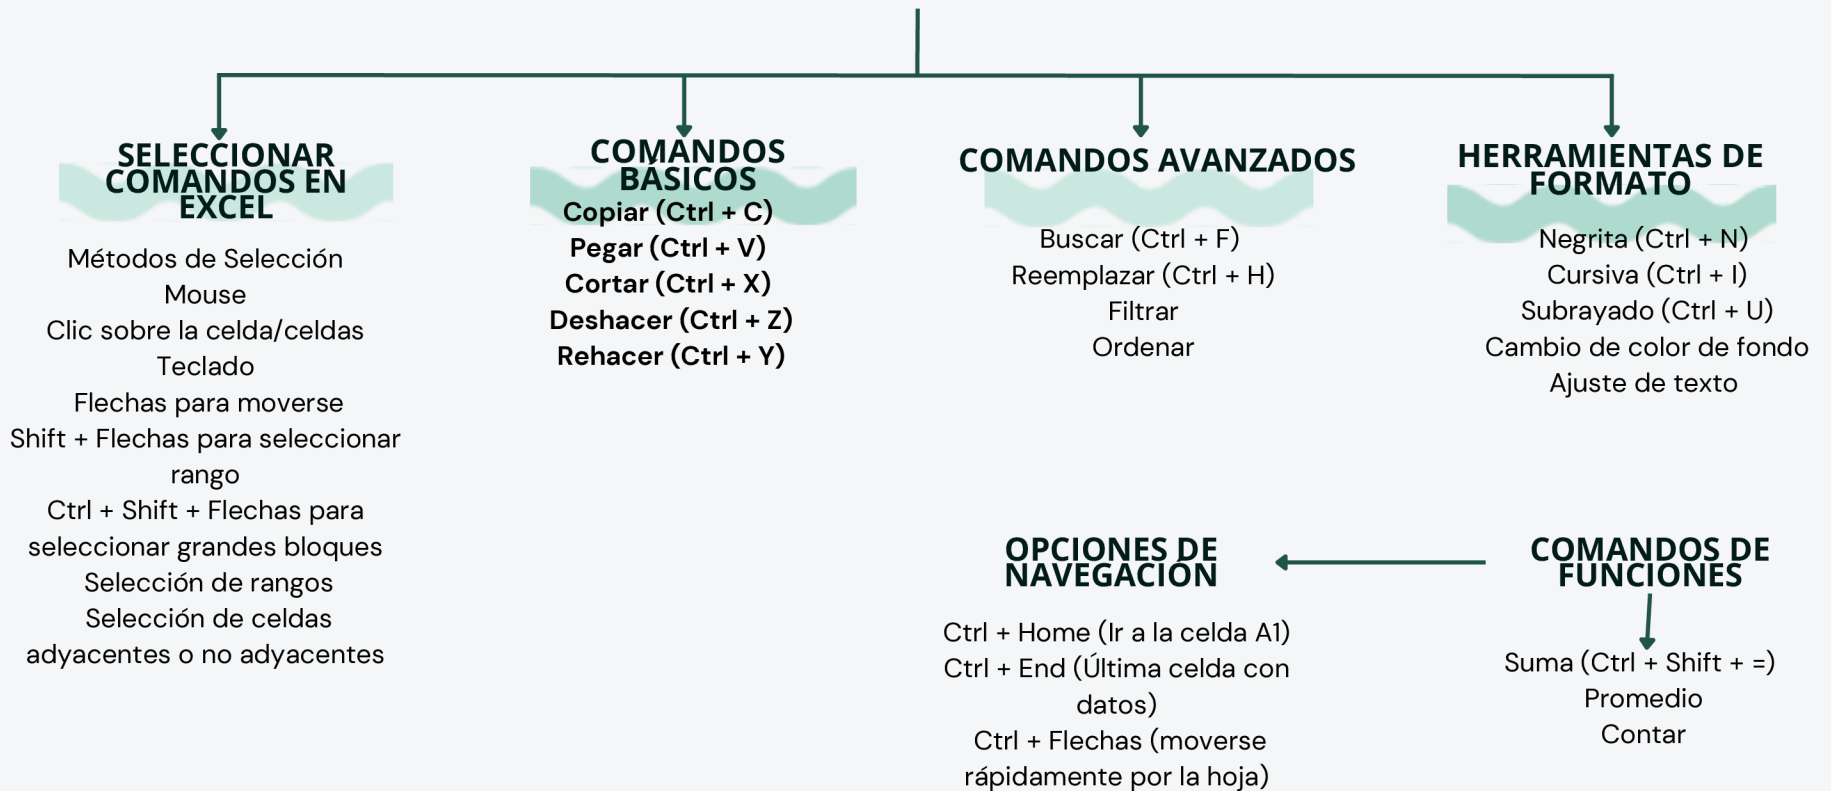 SELECCIONAR
COMANDOS EN
EXCEL
Métodos de Selección
Mouse
Clic sobre la celda/celdas
Teclado
Flechas para moverse
Shift + Flechas para seleccionar
rango
Ctrl + Shift + Flechas para
seleccionar grandes bloques
Selección de rangos
Selección de celdas
adyacentes o no adyacentes
COMANDOS
BÁSICOS
Copiar (Ctrl + C)
Pegar (Ctrl + V)
Cortar (Ctrl + X)
Deshacer (Ctrl + Z)
Rehacer (Ctrl + Y)
COMANDOS AVANZADOS
Buscar (Ctrl + F)
Reemplazar (Ctrl + H)
Filtrar
Ordenar
HERRAMIENTAS DE
FORMATO
Negrita (Ctrl + N)
Cursiva (Ctrl + I)
Subrayado (Ctrl + U)
Cambio de color de fondo
Ajuste de texto
OPCIONES DE
NAVEGACIÓN
Ctrl + Home (Ir a la celda A1)
Ctrl + End (Última celda con
datos)
Ctrl + Flechas (moverse
rápidamente por la hoja)
COMANDOS DE
FUNCIONES
Suma (Ctrl + Shift + =)
Promedio
Contar